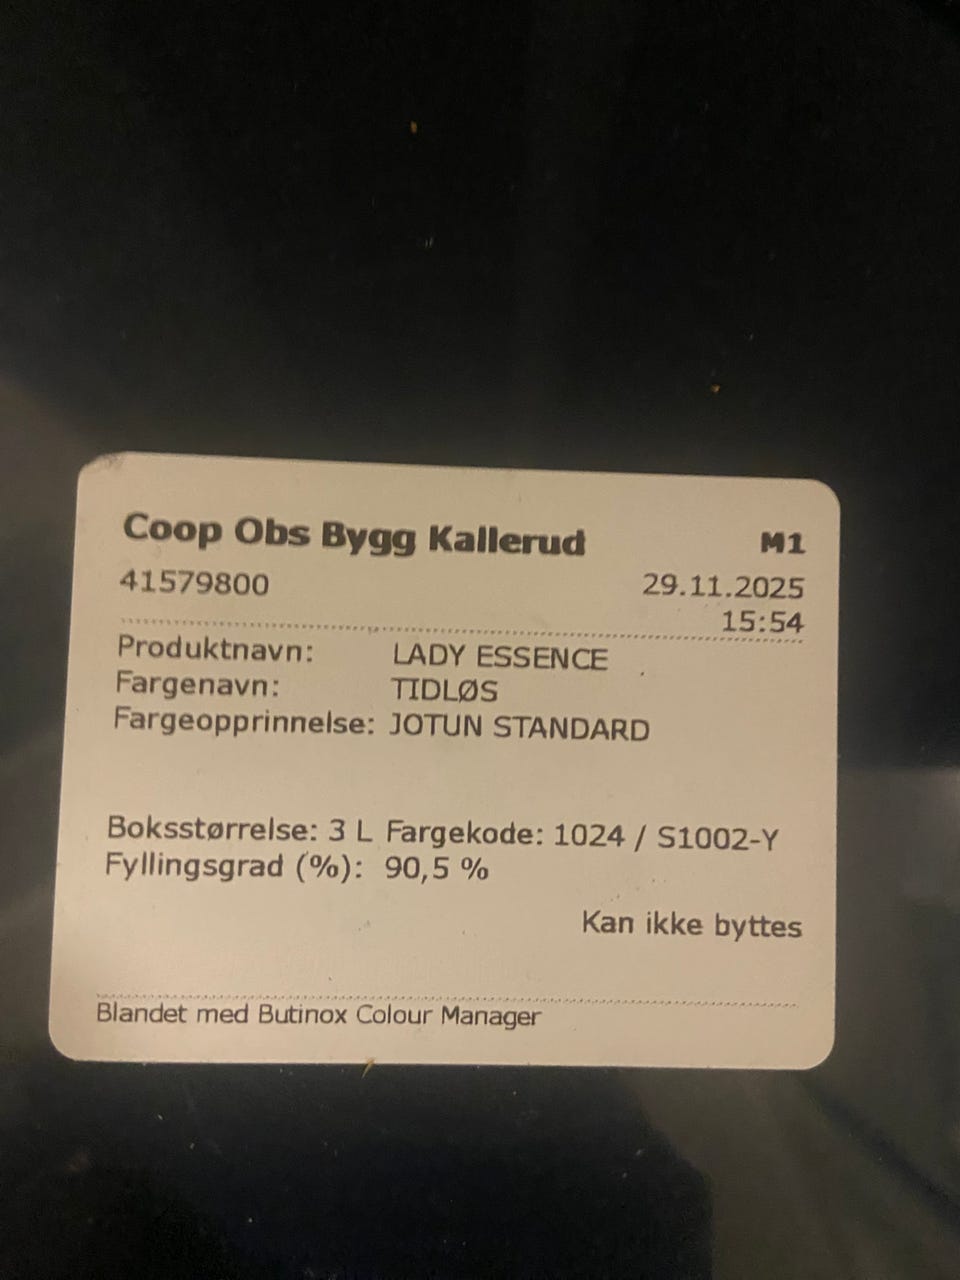 Coop Obs Bygg Kallerud M1
41579800 29.11.2025
15:54
Produktnavn: LADY ESSENCE
Fargenavn: TIDLØS
Fargeopprinnelse: JOTUN STANDARD
Boksstørrelse: 3 L Fargekode: 1024 / S1002-Y
Fyllingsgrad (%): 90,5 %
Kan ikke byttes
Blandet med Butinox Colour Manager